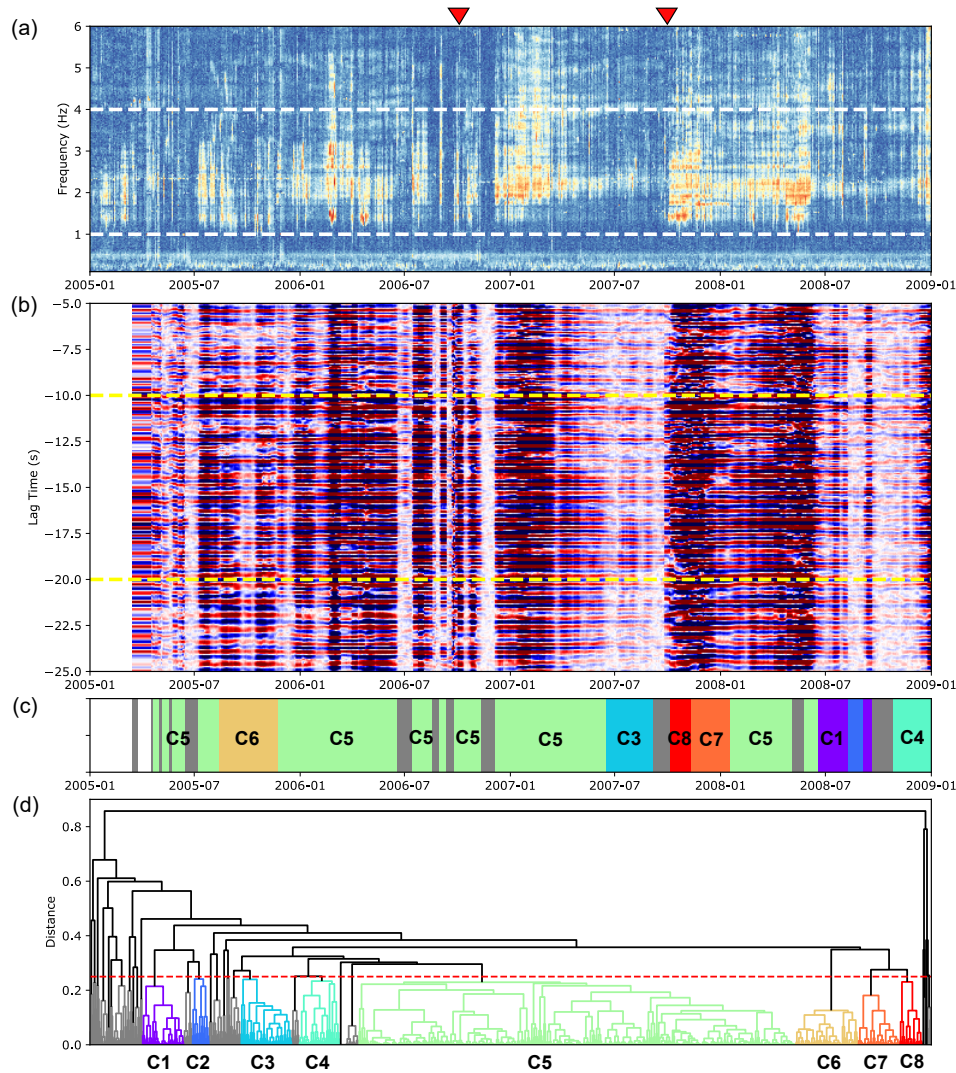 (a)
6
5
4
3
2
1
Frequency (Hz)
2005-01 2005-07 2006-01 2006-07 2007-01 2007-07 2008-01 2008-07 2009-01
(b)
−5.0
−7.5
−10.0
−12.5
−15.0
−17.5
−20.0
−22.5
−25.0
Lag Time (s)
2005-01 2005-07 2006-01 2006-07 2007-01 2007-07 2008-01 2008-07 2009-01
(c)
C5 C6 C5 C5 C5 C5 C3 C8 C7 C5 C1 C4
2005-01 2005-07 2006-01 2006-07 2007-01 2007-07 2008-01 2008-07 2009-01
(d)
0.8
0.6
0.4
0.2
0.0
Distance
C1 C2 C3 C4 C5 C6 C7 C8